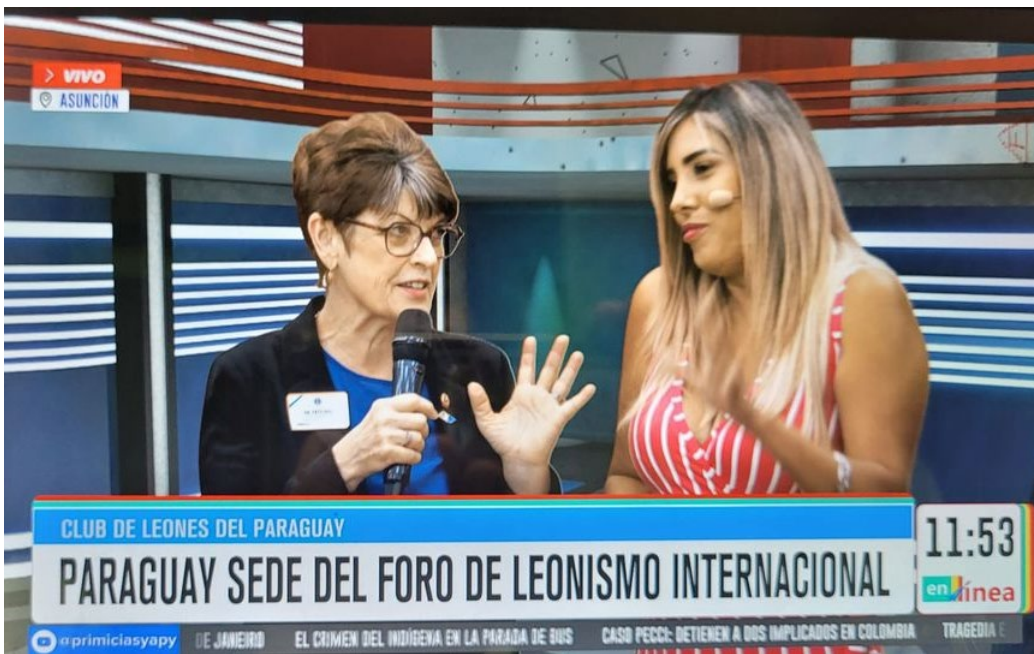 VIVO
ASUNCIÓN
CLUB DE LEONES DEL PARAGUAY
PARAGUAY SEDE DEL FORO DE LEONISMO INTERNACIONAL
11:53
en línea
@primiciasyapy
DE JANEIRO EL CRIMEN DEL INDÍGENA EN LA PARADA DE BUS CASO PECCI: DETIENEN A DOS IMPLICADOS EN COLOMBIA TRAGEDIA E